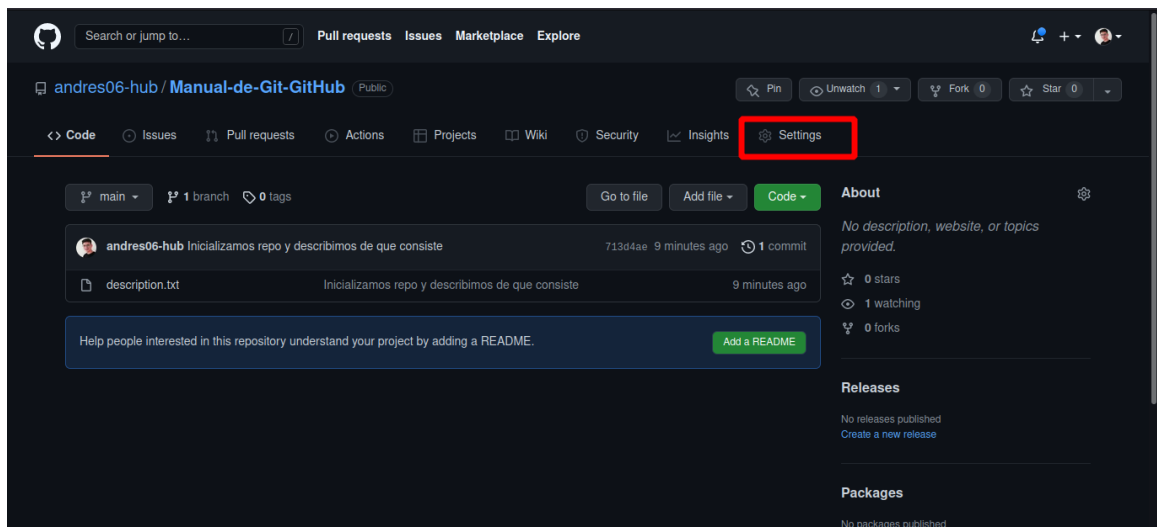 Search or jump to... / Pull requests Issues Marketplace Explore
andres06-hub / Manual-de-Git-GitHub Public Pin Unwatch 1 Fork 0 Star 0
Code Issues Pull requests Actions Projects Wiki Security Insights Settings
main 1 branch 0 tags Go to file Add file Code
andres06-hub Inicializamos repo y describimos de que consiste 713d4ae 9 minutes ago 1 commit
description.txt Inicializamos repo y describimos de que consiste 9 minutes ago
Help people interested in this repository understand your project by adding a README. Add a README
About
No description, website, or topics
provided.
0 stars
1 watching
0 forks
Releases
No releases published
Create a new release
Packages
No packages published